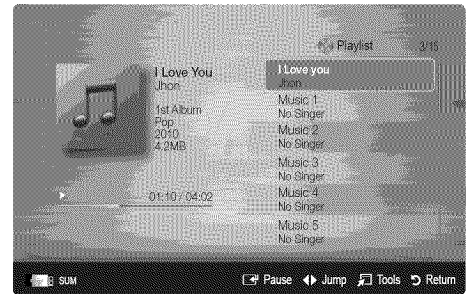 Playlist 3/15
I Love You
Jhon
1st Album
Pop
2010
4.2MB
01:10 / 04:02
I Love you
Jhon
Music 1
No Singer
Music 2
No Singer
Music 3
No Singer
Music 4
No Singer
Music 5
No Singer
SUM
Pause Jump Tools Return